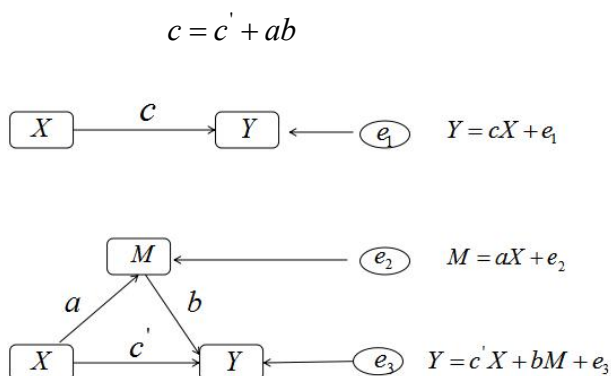 c = c' + ab
X c Y e₁ Y = cX + e₁
M e₂ M = aX + e₂
a b
X c' Y e₃ Y = c'X + bM + e₃